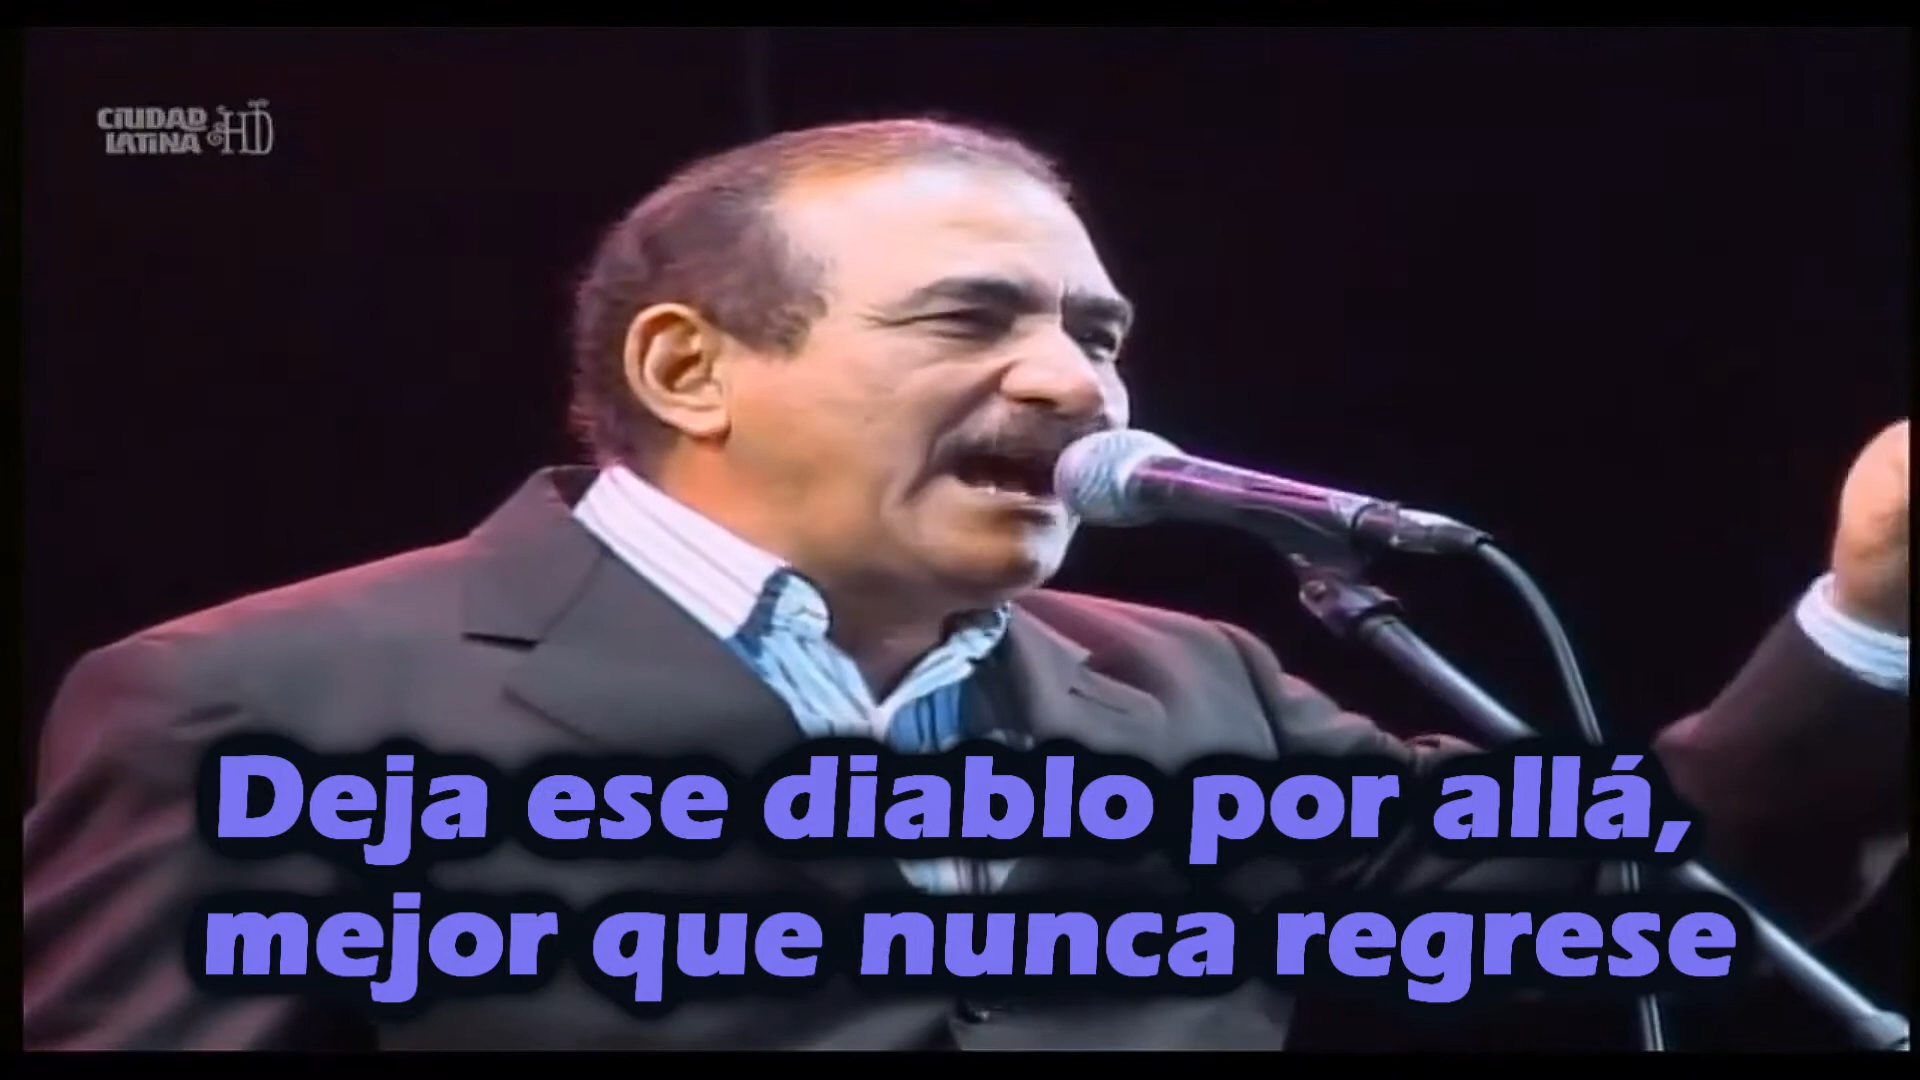 CIUDAD
LATINA HD
Deja ese diablo por allá,
mejor que nunca regrese